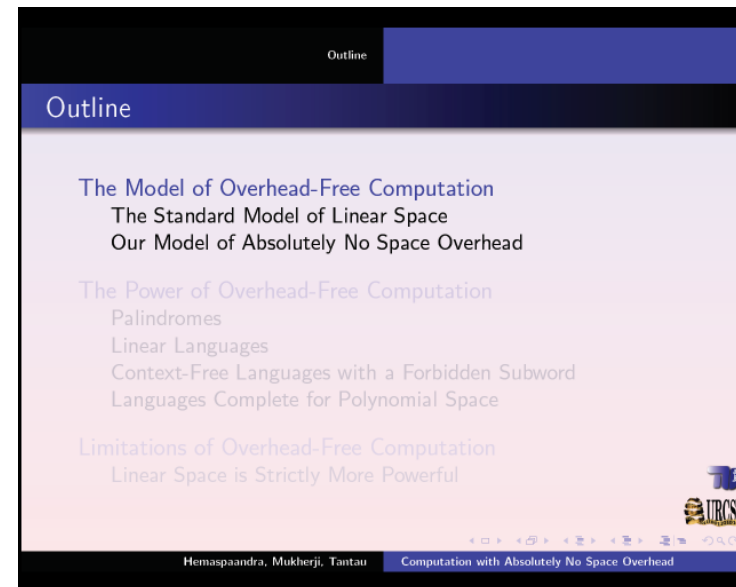 Outline
Outline
The Model of Overhead-Free Computation
The Standard Model of Linear Space
Our Model of Absolutely No Space Overhead
The Power of Overhead-Free Computation
Palindromes
Linear Languages
Context-Free Languages with a Forbidden Subword
Languages Complete for Polynomial Space
Limitations of Overhead-Free Computation
Linear Space is Strictly More Powerful
URCS
Hemaspaandra, Mukherji, Tantau Computation with Absolutely No Space Overhead